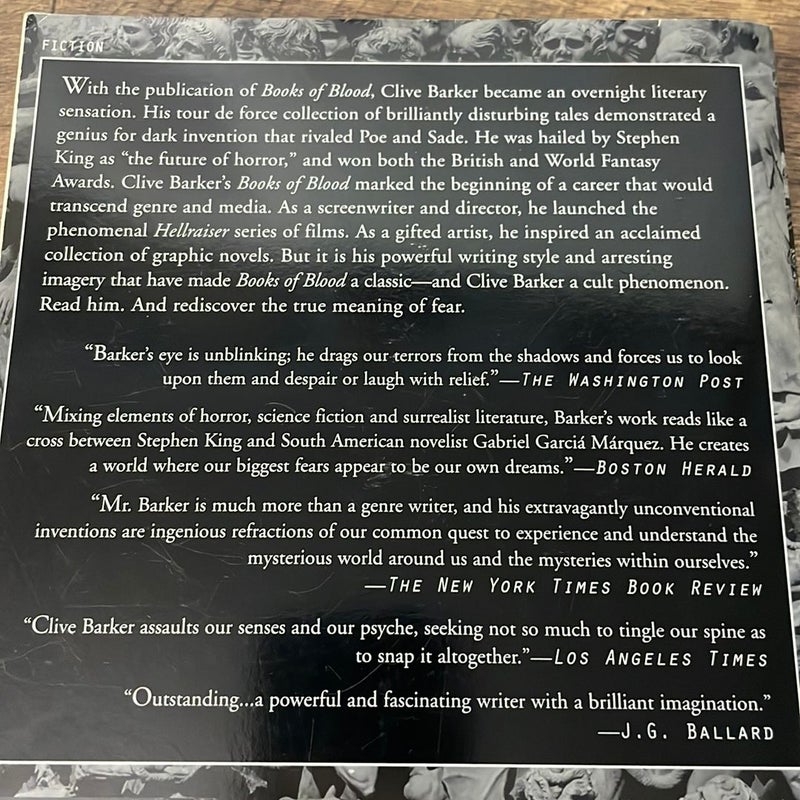 FICTION
With the publication of Books of Blood, Clive Barker became an overnight literary
sensation. His tour de force collection of brilliantly disturbing tales demonstrated a
genius for dark invention that rivaled Poe and Sade. He was hailed by Stephen
King as “the future of horror,” and won both the British and World Fantasy
Awards. Clive Barker’s Books of Blood marked the beginning of a career that would
transcend genre and media. As a screenwriter and director, he launched the
phenomenal Hellraiser series of films. As a gifted artist, he inspired an acclaimed
collection of graphic novels. But it is his powerful writing style and arresting
imagery that have made Books of Blood a classic—and Clive Barker a cult phenomenon.
Read him. And rediscover the true meaning of fear.
“Barker’s eye is unblinking; he drags our terrors from the shadows and forces us to look
upon them and despair or laugh with relief.”—THE WASHINGTON POST
“Mixing elements of horror, science fiction and surrealist literature, Barker’s work reads like a
cross between Stephen King and South American novelist Gabriel Garciá Márquez. He creates
a world where our biggest fears appear to be our own dreams.”—BOSTON HERALD
“Mr. Barker is much more than a genre writer, and his extravagantly unconventional
inventions are ingenious refractions of our common quest to experience and understand the
mysterious world around us and the mysteries within ourselves.”
—THE NEW YORK TIMES BOOK REVIEW
“Clive Barker assaults our senses and our psyche, seeking not so much to tingle our spine as
to snap it altogether.”—LOS ANGELES TIMES
“Outstanding...a powerful and fascinating writer with a brilliant imagination.”
—J.G. BALLARD